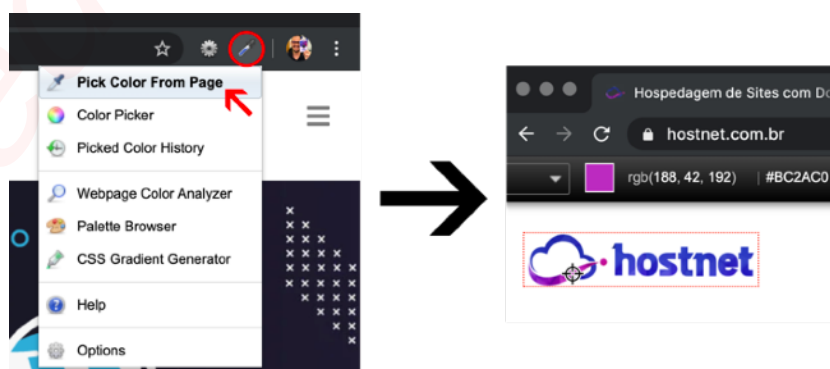 Pick Color From Page
Color Picker
Picked Color History
Webpage Color Analyzer
Palette Browser
CSS Gradient Generator
Help
Options
Hospedagem de Sites com Do
hostnet.com.br
rgb(188, 42, 192) | #BC2AC0
hostnet